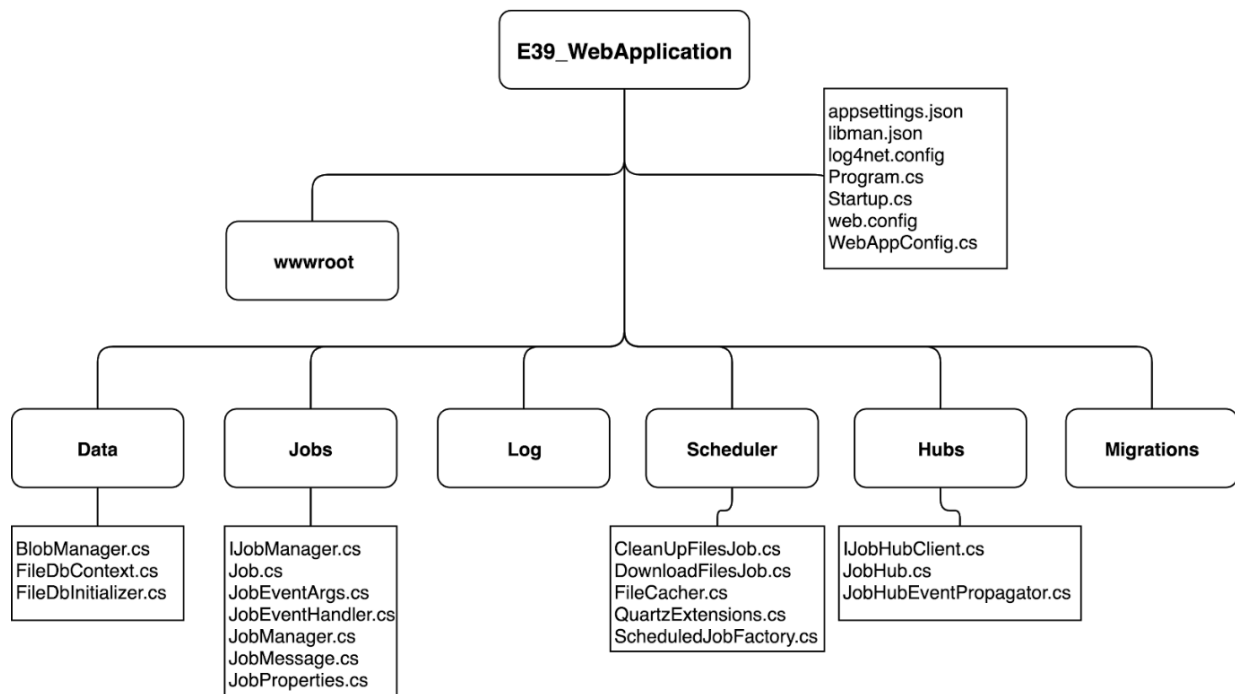 E39_WebApplication
appsettings.json
libman.json
log4net.config
Program.cs
Startup.cs
web.config
WebAppConfig.cs
wwwroot
Data
Jobs
Log
Scheduler
Hubs
Migrations
BlobManager.cs
FileDbContext.cs
FileDbInitializer.cs
IJobManager.cs
Job.cs
JobEventArgs.cs
JobEventHandler.cs
JobManager.cs
JobMessage.cs
JobProperties.cs
CleanUpFilesJob.cs
DownloadFilesJob.cs
FileCacher.cs
QuartzExtensions.cs
ScheduledJobFactory.cs
IJobHubClient.cs
JobHub.cs
JobHubEventPropagator.cs